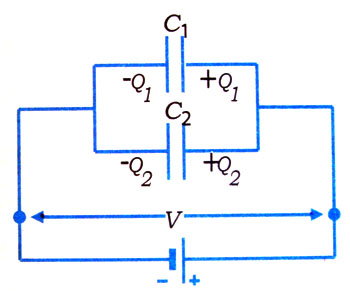 C₁
-Q₁ +Q₁
C₂
-Q₂ +Q₂
V
- +